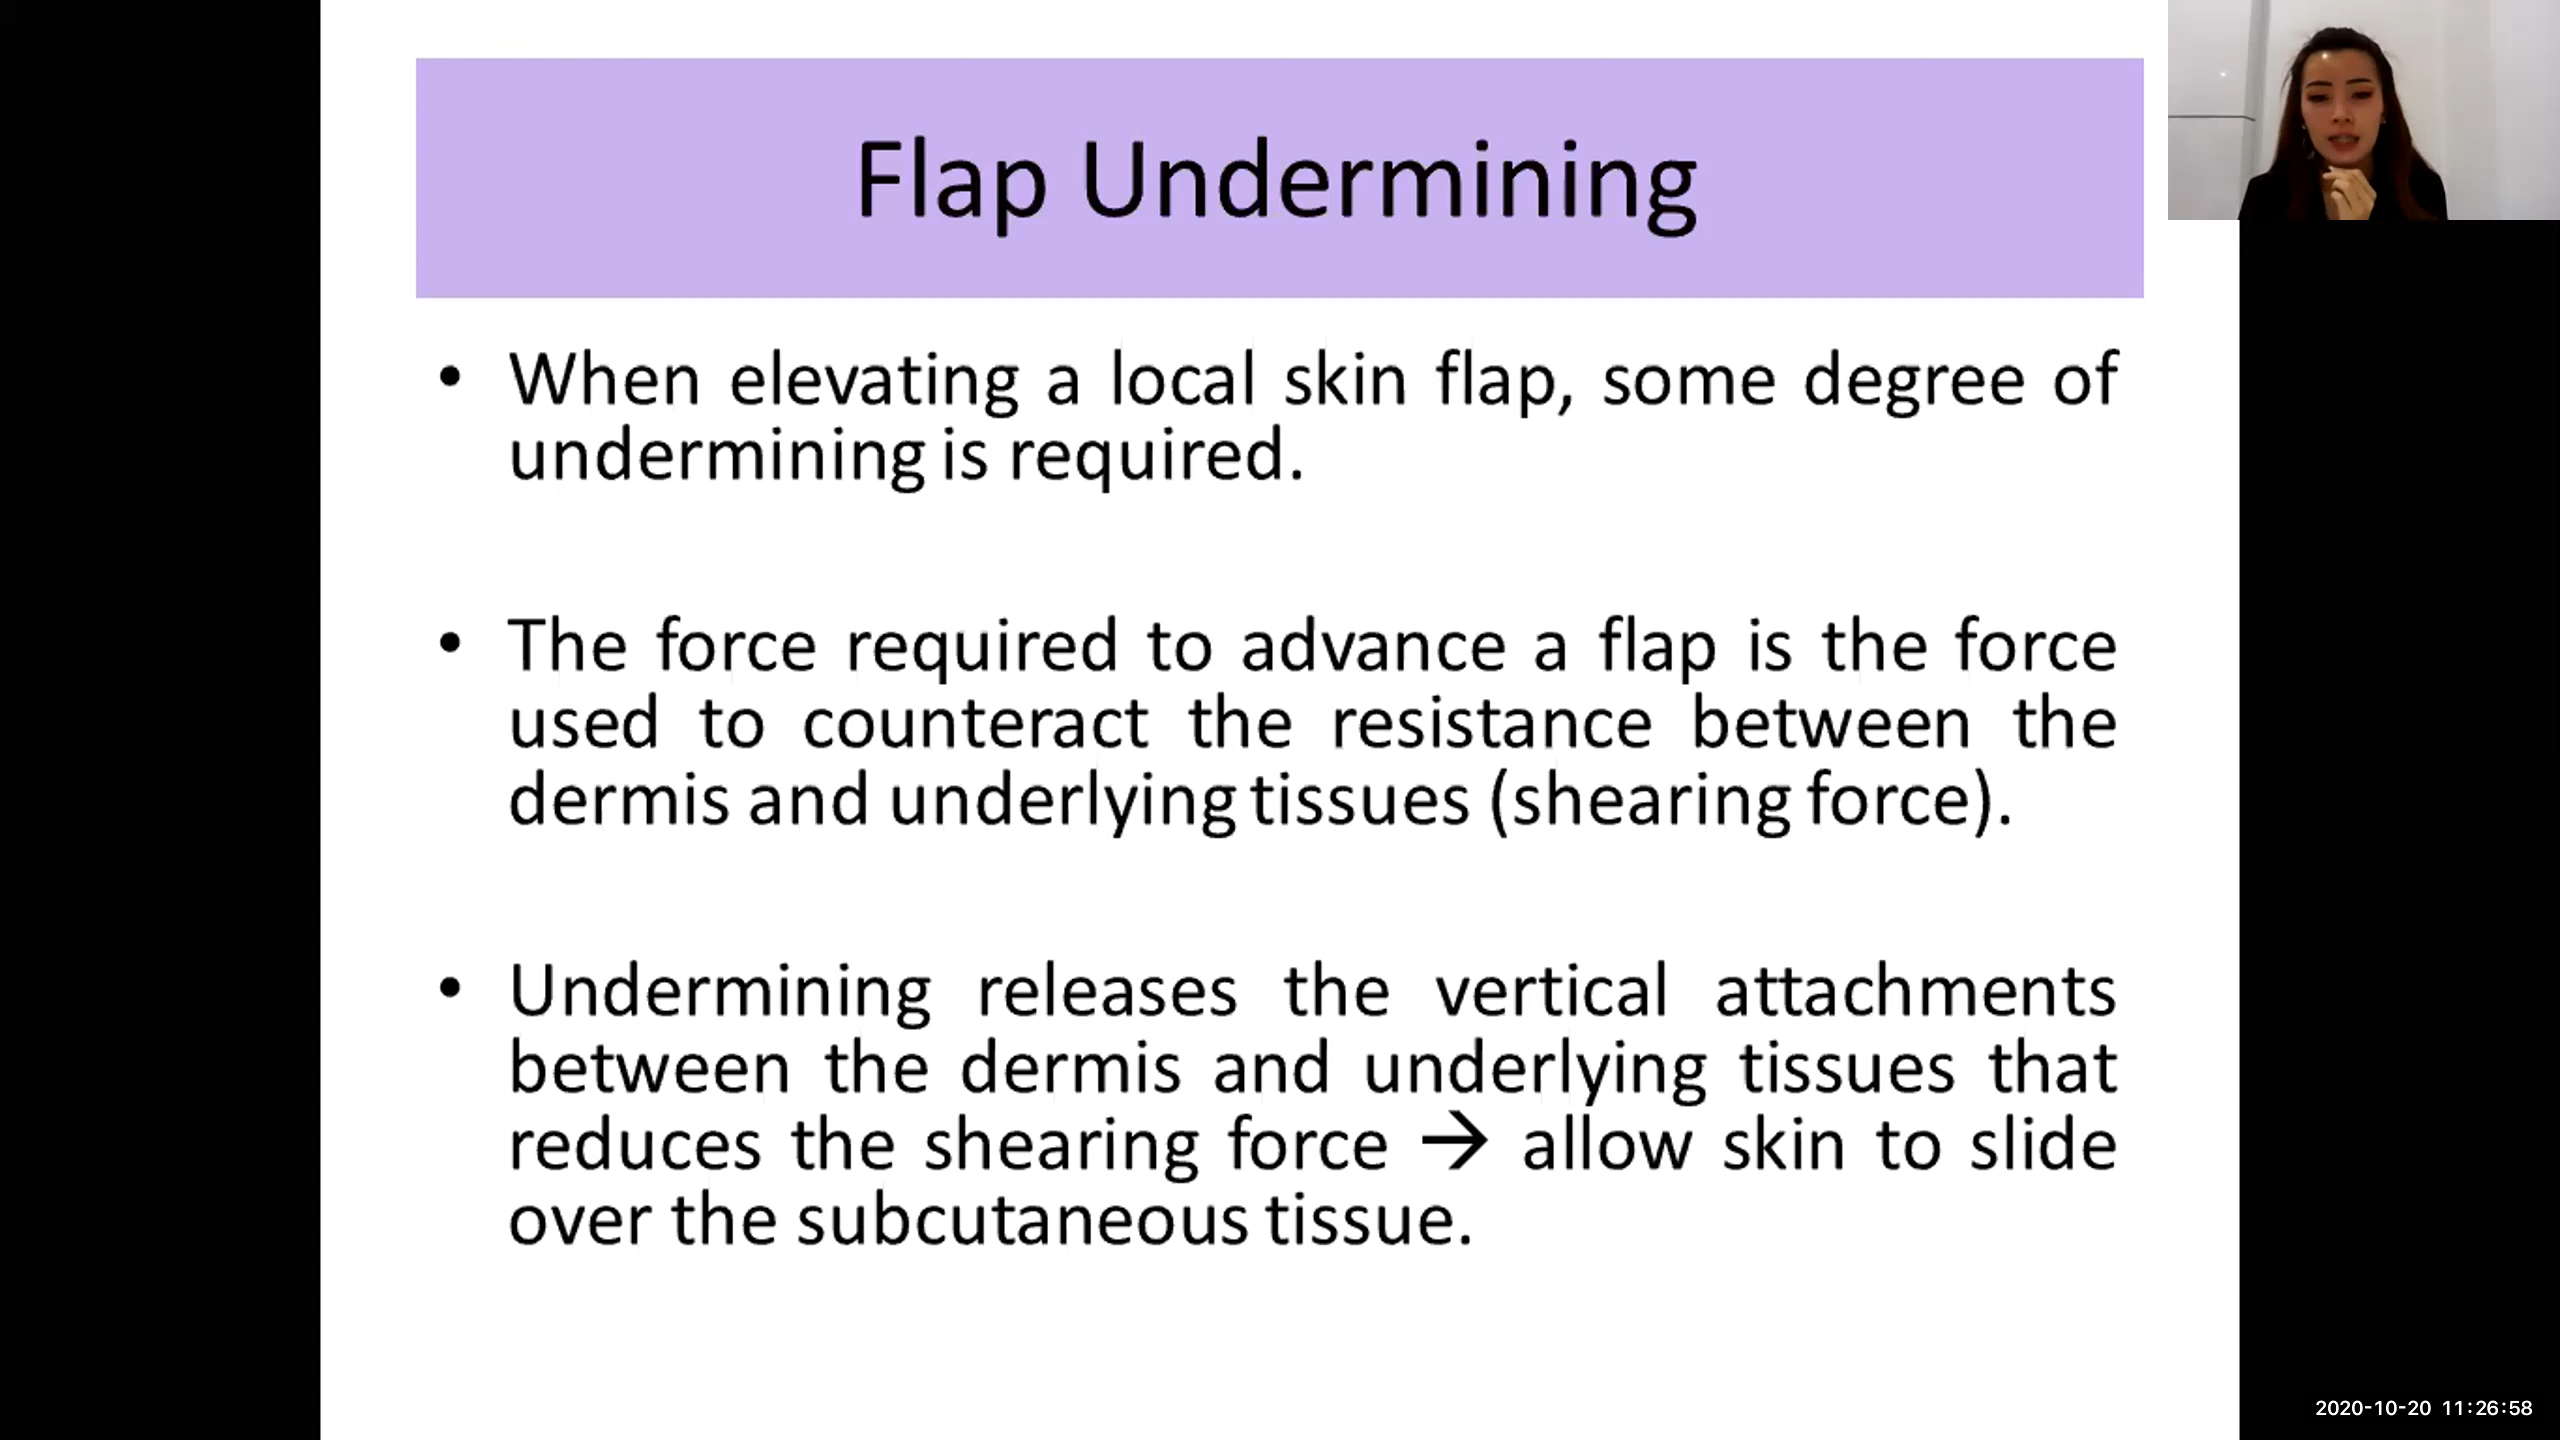 Flap Undermining
• When elevating a local skin flap, some degree of
undermining is required.
• The force required to advance a flap is the force
used to counteract the resistance between the
dermis and underlying tissues (shearing force).
• Undermining releases the vertical attachments
between the dermis and underlying tissues that
reduces the shearing force → allow skin to slide
over the subcutaneous tissue.
2020-10-20 11:26:58